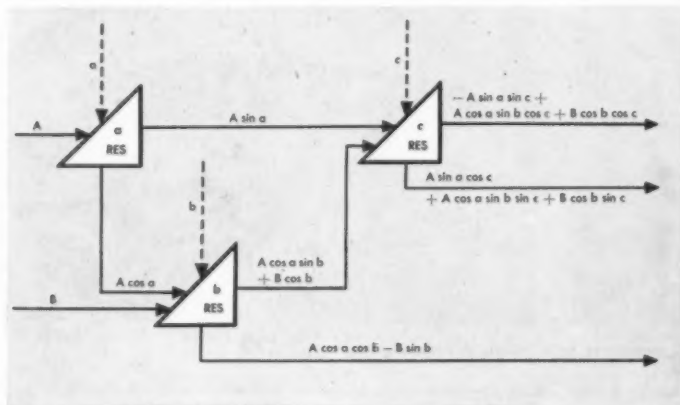 a
c
− A sin a sin c +
A cos a sin b cos c + B cos b cos c
A
A sin a
a
RES
c
RES
A sin a cos c
+ A cos a sin b sin c + B cos b sin c
b
A cos a sin b
+ B cos b
A cos a
b
RES
B
A cos a cos b − B sin b